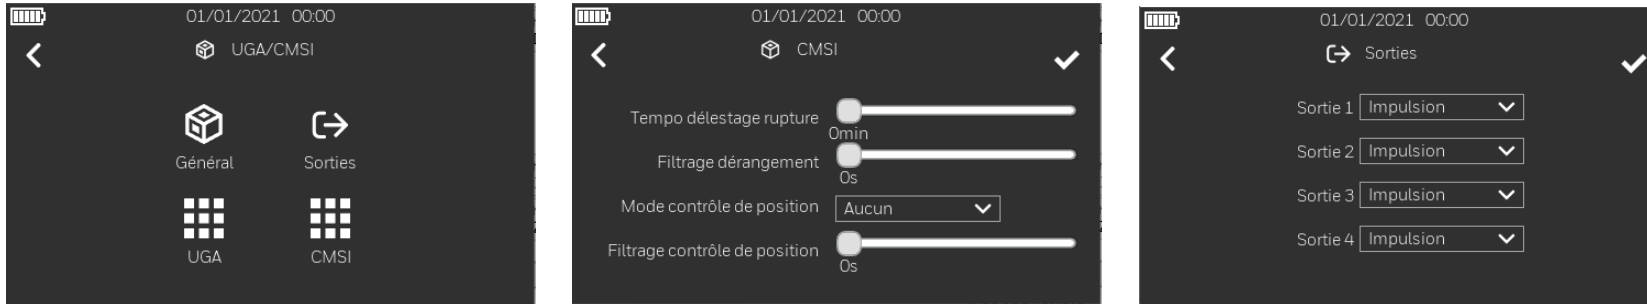 01/01/2021 00:00
UGA/CMSI
Général
Sorties
UGA
CMSI
01/01/2021 00:00
CMSI
Tempo délestage rupture
0min
Filtrage dérangement
0s
Mode contrôle de position Aucun
Filtrage contrôle de position
0s
01/01/2021 00:00
Sorties
Sortie 1 Impulsion
Sortie 2 Impulsion
Sortie 3 Impulsion
Sortie 4 Impulsion